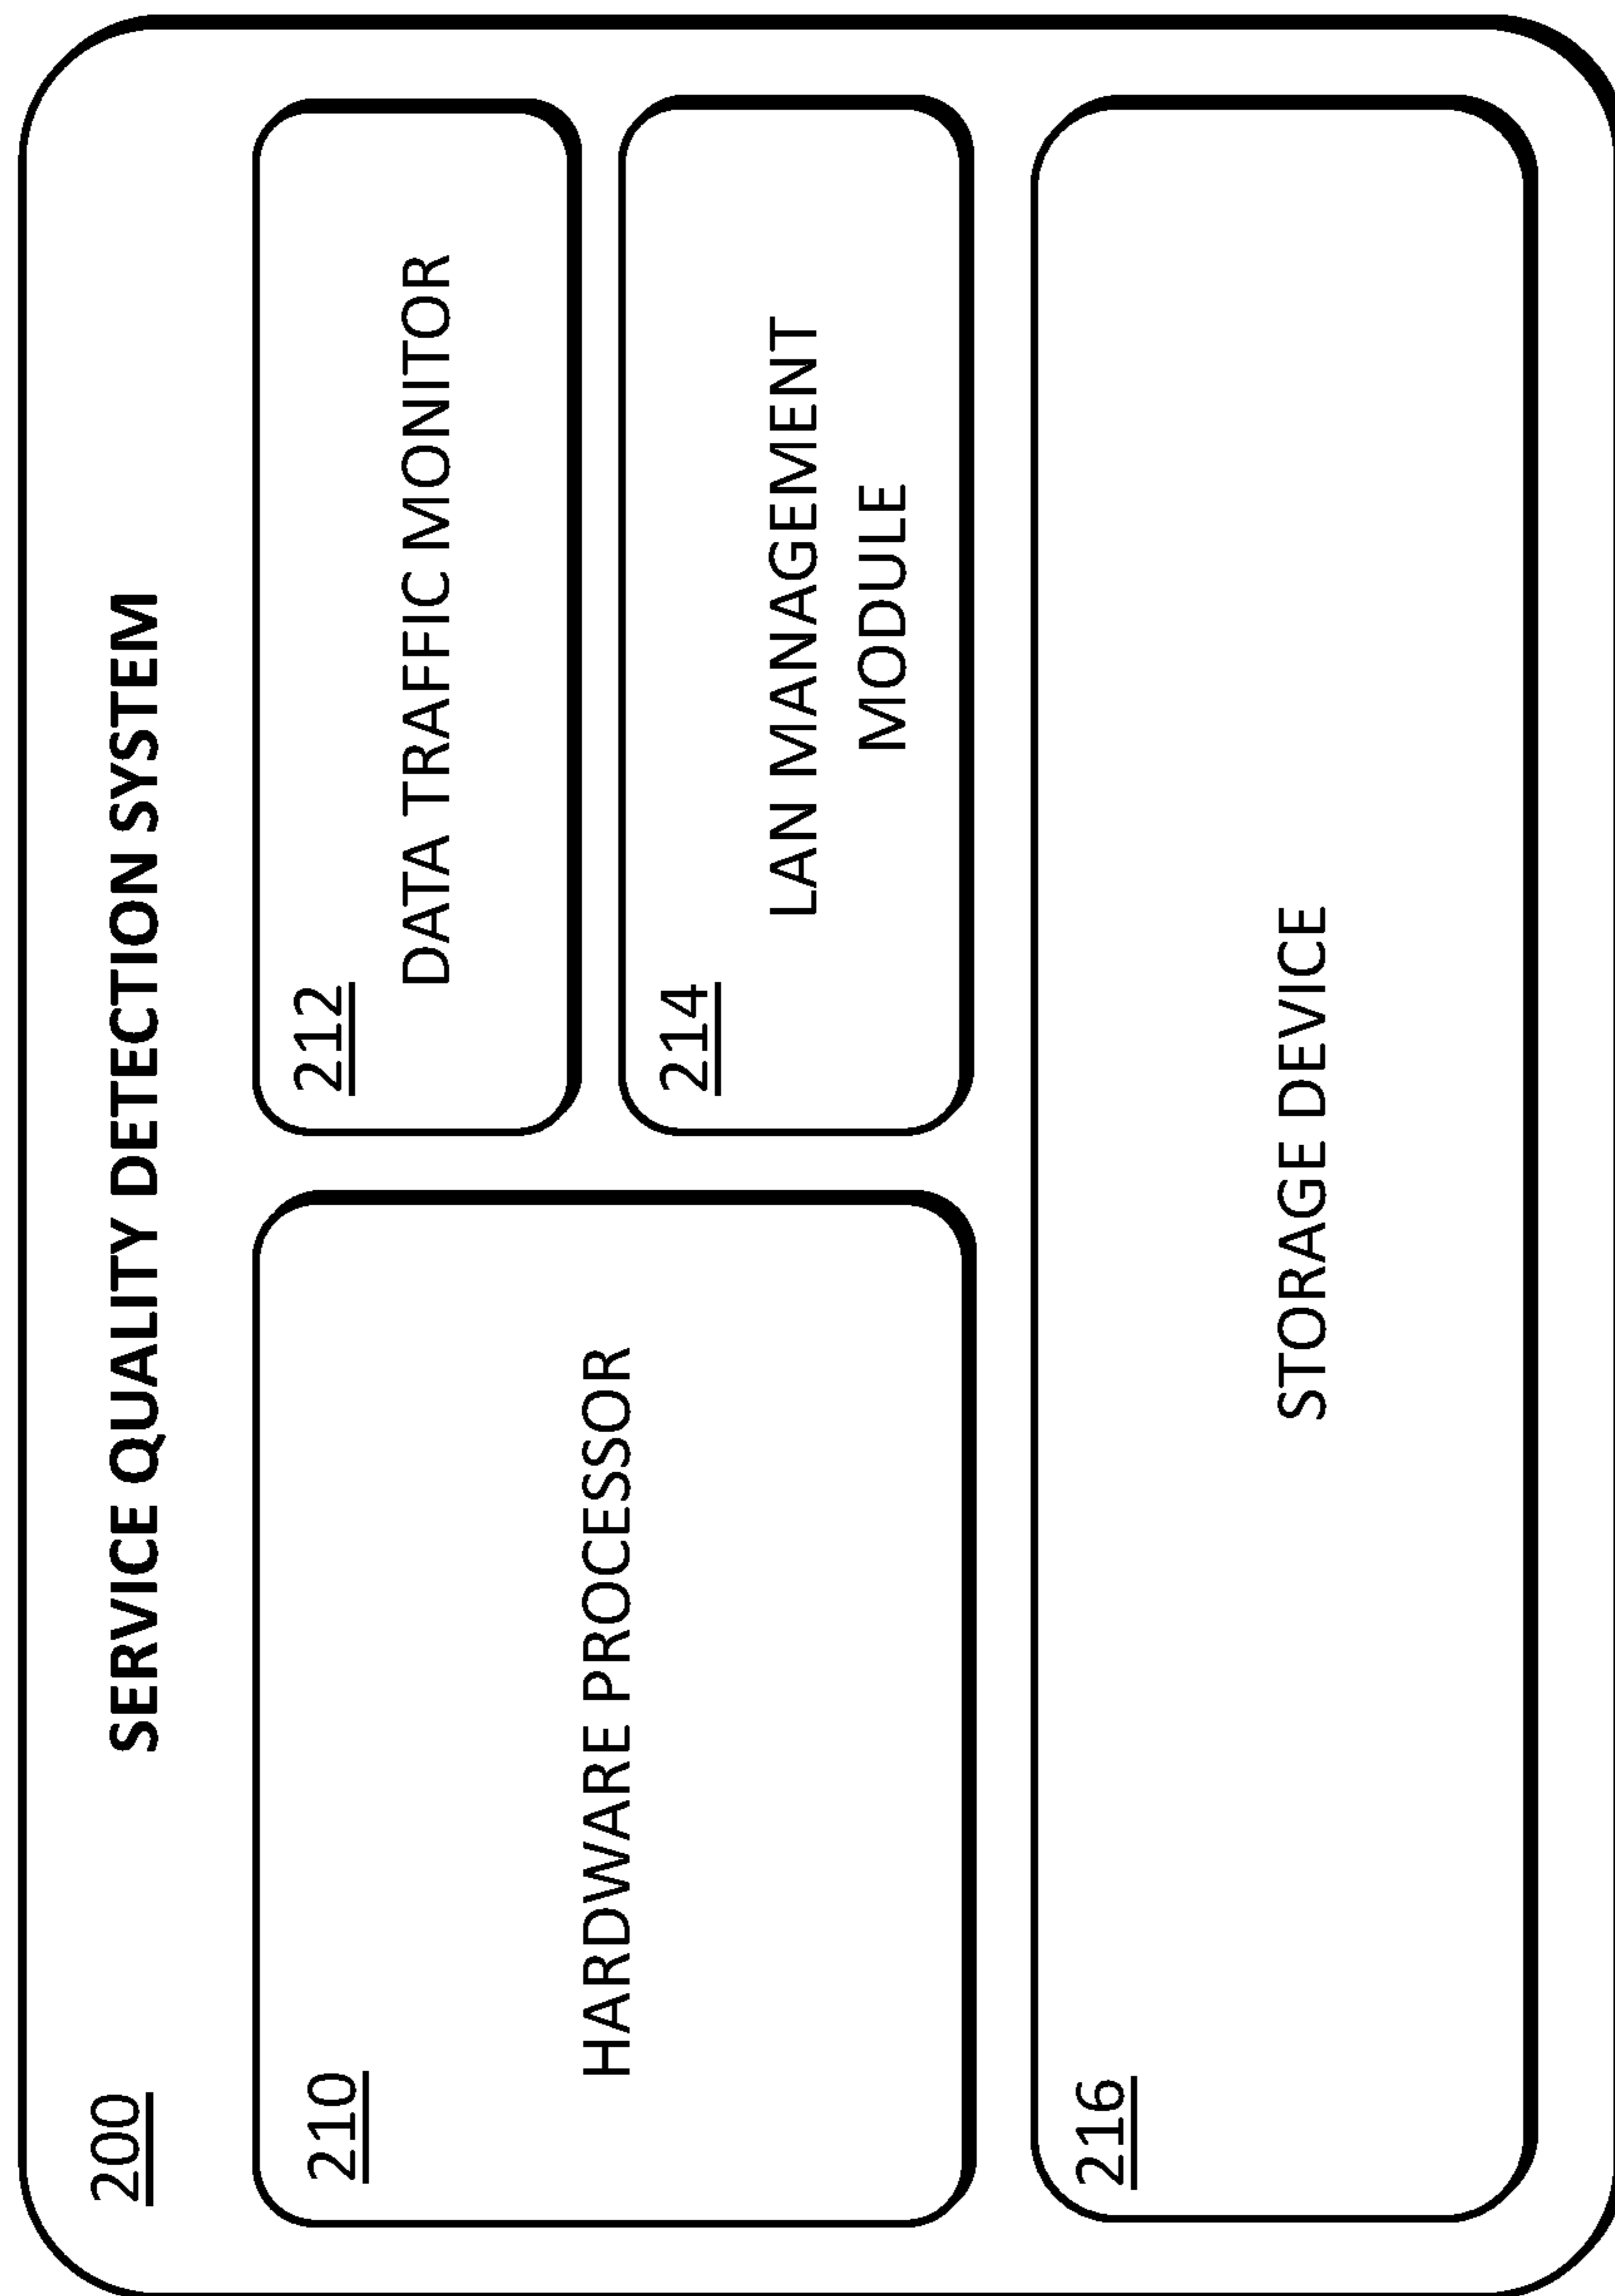 200
SERVICE QUALITY DETECTION SYSTEM
210
HARDWARE PROCESSOR
212
DATA TRAFFIC MONITOR
214
LAN MANAGEMENT
MODULE
216
STORAGE DEVICE